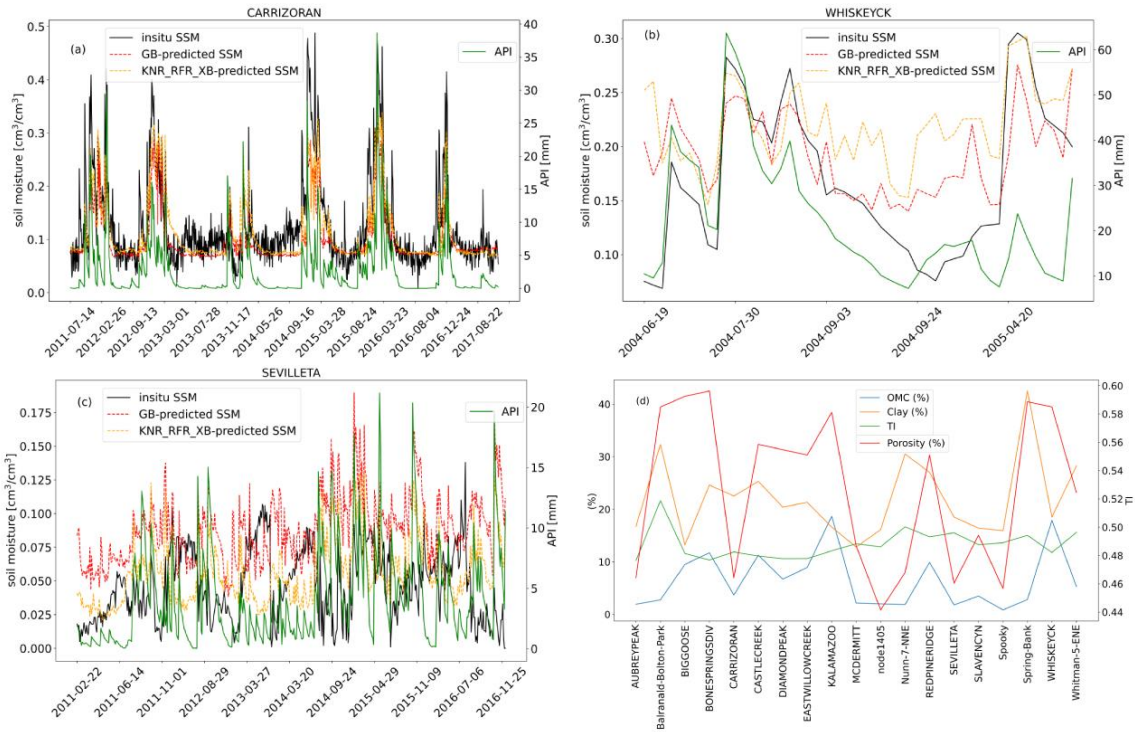 CARRIZORAN
(a)
insitu SSM
GB-predicted SSM
KNR_RFR_XB-predicted SSM
API
soil moisture [cm3/cm3]
0.5
0.4
0.3
0.2
0.1
0.0
API [mm]
40
35
30
25
20
15
10
5
0
2011-07-14
2012-02-26
2012-09-13
2013-03-01
2013-07-28
2013-11-17
2014-05-26
2014-09-16
2015-03-28
2015-08-24
2016-03-23
2016-08-04
2016-12-24
2017-08-22
WHISKEYCK
(b)
insitu SSM
GB-predicted SSM
KNR_RFR_XB-predicted SSM
API
soil moisture [cm3/cm3]
0.30
0.25
0.20
0.15
0.10
API [mm]
60
50
40
30
20
10
2004-06-19
2004-07-30
2004-09-03
2004-09-24
2005-04-20
SEVILLETA
(c)
insitu SSM
GB-predicted SSM
KNR_RFR_XB-predicted SSM
API
soil moisture [cm3/cm3]
0.175
0.150
0.125
0.100
0.075
0.050
0.025
0.000
API [mm]
20
15
10
5
0
2011-02-22
2011-06-14
2011-11-01
2012-08-29
2013-03-27
2014-03-20
2014-09-24
2015-04-29
2015-11-09
2016-07-06
2016-11-25
(d)
OMC (%)
Clay (%)
TI
Porosity (%)
(%)
40
30
20
10
0
TI
0.60
0.58
0.56
0.54
0.52
0.50
0.48
0.46
0.44
AUBREYPEAK
Balranald-Bolton-Park
BIGGOOSE
BONESPRINGSDIV
CARRIZORAN
CASTLECREEK
DIAMONDPEAK
EASTWILLOWCREEK
KALAMAZOO
MCDERMITT
node1405
Nunn-7-NNE
REDPINERIDGE
SEVILLETA
SLAVENCYN
Spooky
Spring-Bank
WHISKEYCK
Whitman-5-ENE